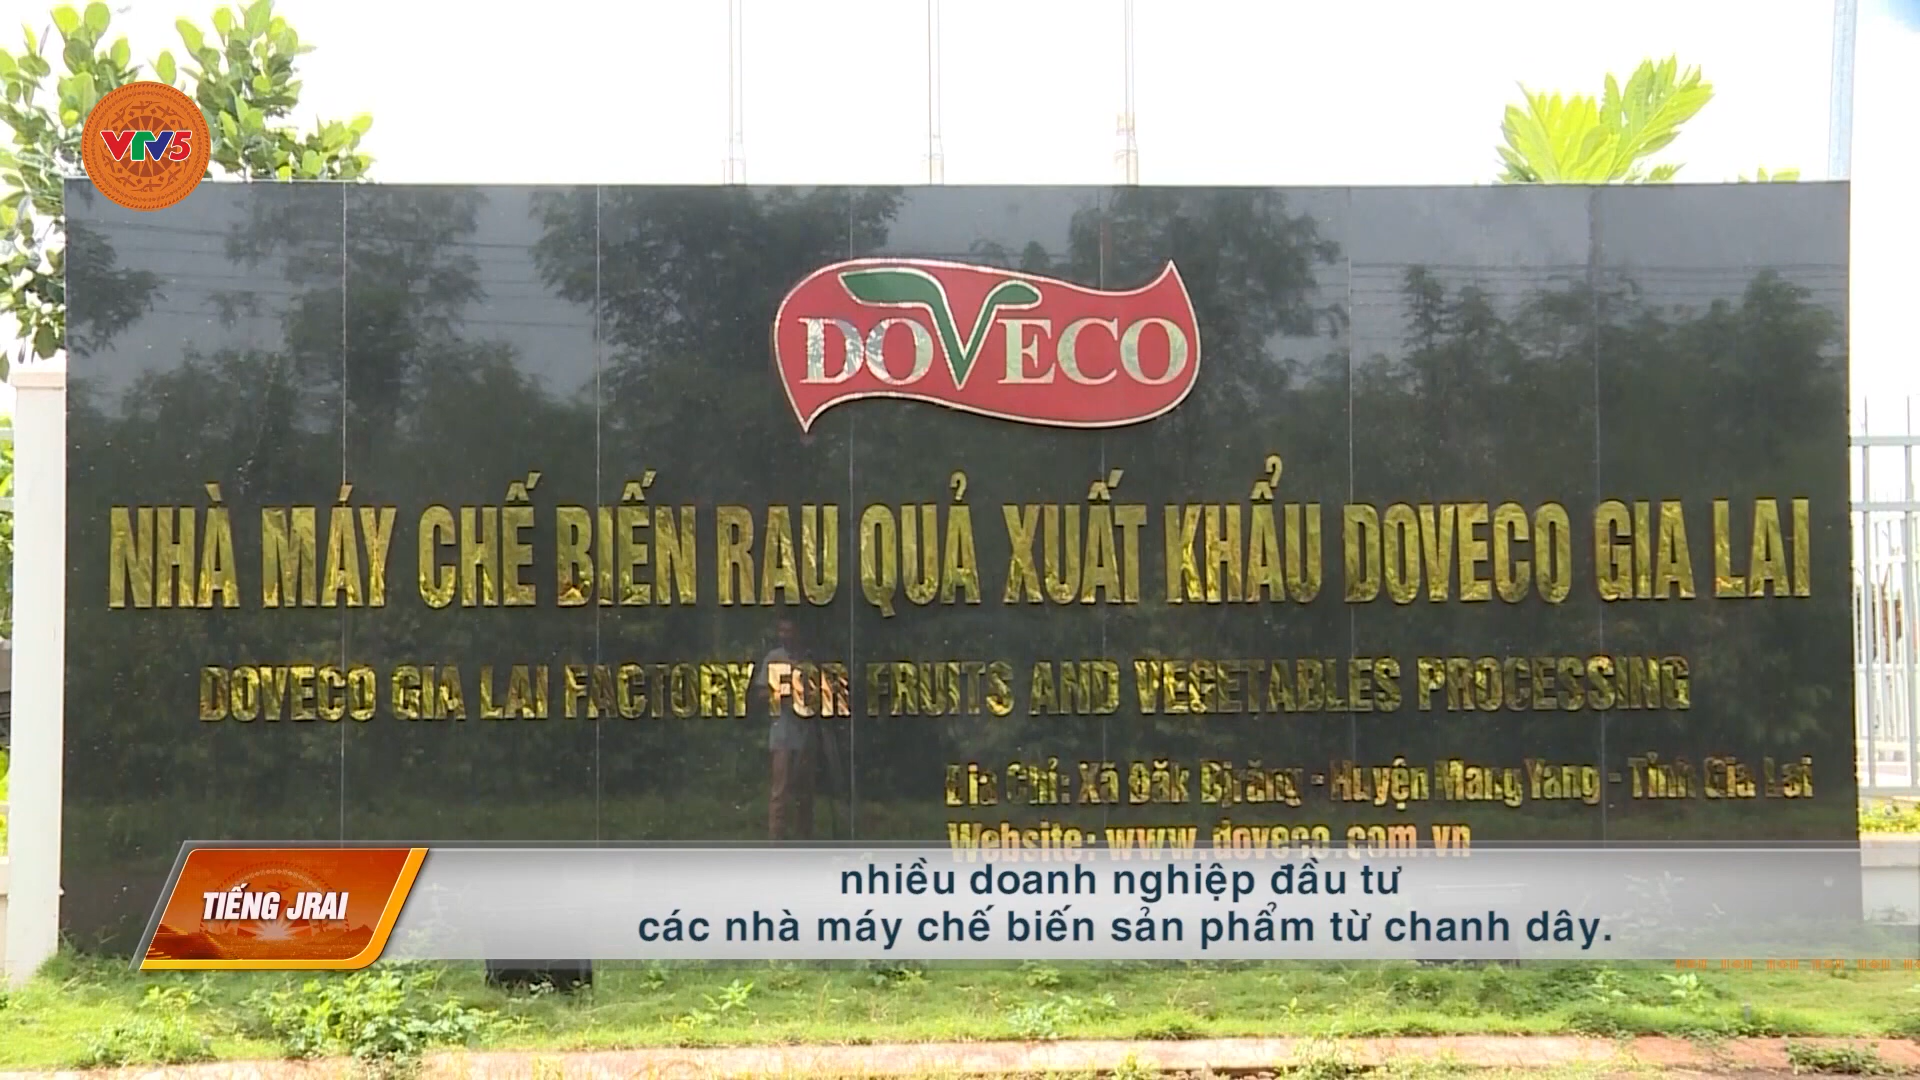 VTV5
DOVECO
NHÀ MÁY CHẾ BIẾN RAU QUẢ XUẤT KHẨU DOVECO GIA LAI
DOVECO GIA LAI FACTORY FOR FRUITS AND VEGETABLES PROCESSING
Địa Chỉ: Xã Đăk Djrăng - Huyện Mang Yang - Tỉnh Gia Lai
Website: www.doveco.com.vn
nhiều doanh nghiệp đầu tư
TIẾNG JRAI
các nhà máy chế biến sản phẩm từ chanh dây.